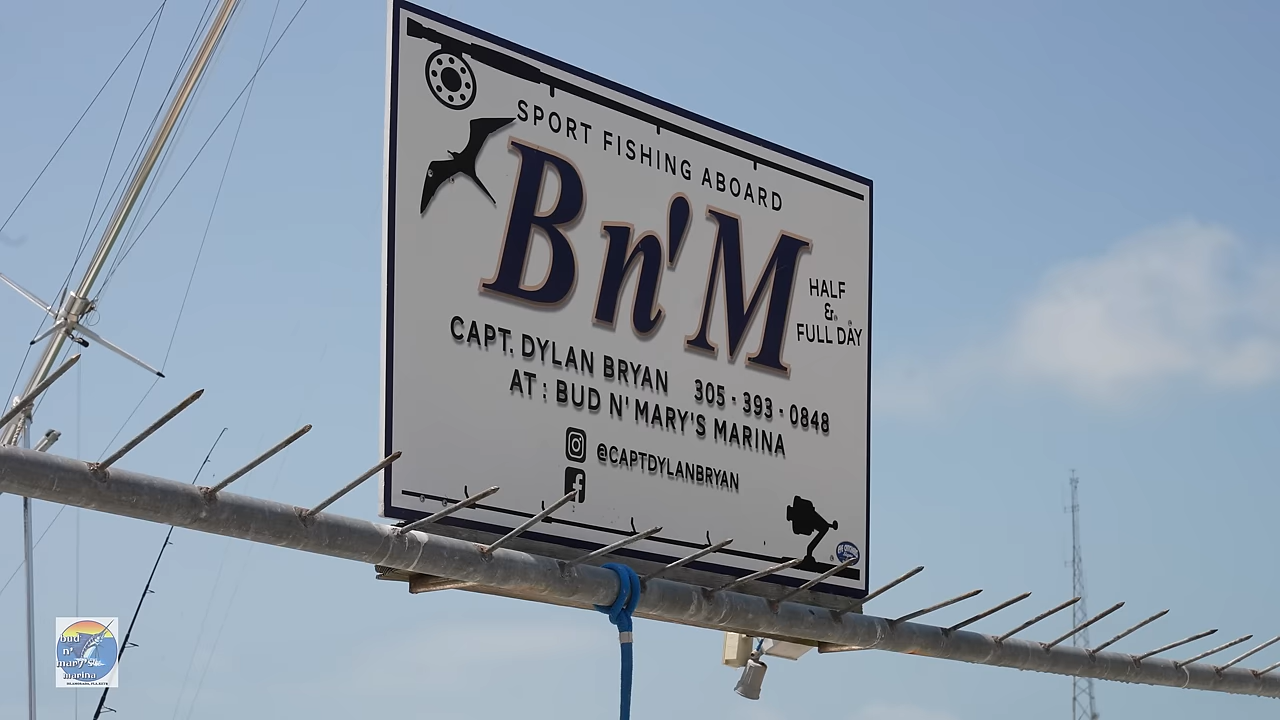 SPORT FISHING ABOARD
Bn'M
HALF
&
FULL DAY
CAPT. DYLAN BRYAN 305 - 393 - 0848
AT : BUD N' MARY'S MARINA
@CAPTDYLANBRYAN
bud
n'
mary's
marina